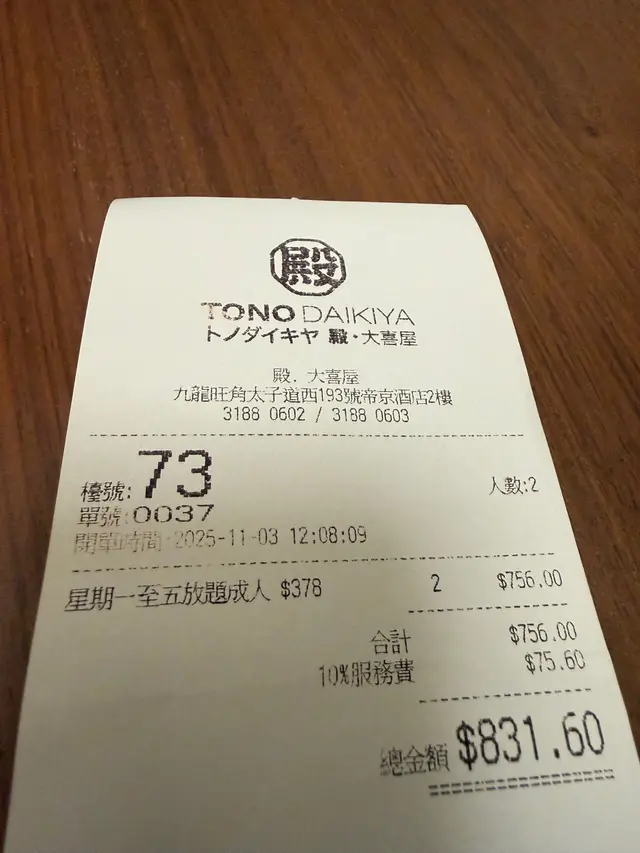 殿
TONO DAIKIYA
トノダイキヤ 殿・大喜屋
殿. 大喜屋
九龍旺角太子道西193號帝京酒店2樓
3188 0602 / 3188 0603
檯號: 73 人數:2
單號:0037
開單時間:2025-11-03 12:08:09
星期一至五放題成人 $378 2 $756.00
合計 $756.00
10%服務費 $75.60
總金額 $831.60